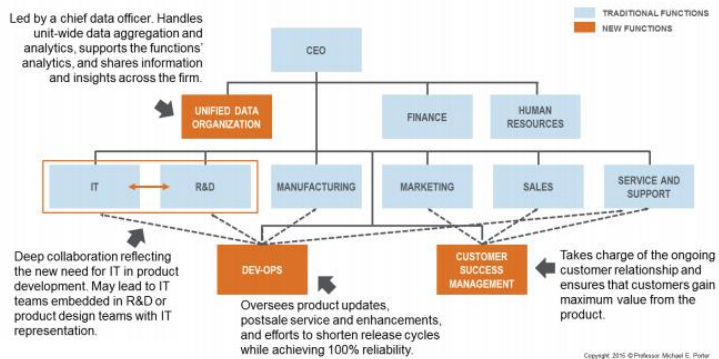 Led by a chief data officer. Handles
unit-wide data aggregation and
analytics, supports the functions'
analytics, and shares information
and insights across the firm.
TRADITIONAL FUNCTIONS
NEW FUNCTIONS
CEO
UNIFIED DATA
ORGANIZATION
FINANCE
HUMAN
RESOURCES
IT
R&D
MANUFACTURING
MARKETING
SALES
SERVICE AND
SUPPORT
Deep collaboration reflecting
the new need for IT in product
development. May lead to IT
teams embedded in R&D or
product design teams with IT
representation.
DEV-OPS
CUSTOMER
SUCCESS
MANAGEMENT
Takes charge of the ongoing
customer relationship and
ensures that customers gain
maximum value from the
product.
Oversees product updates,
postsale service and enhancements,
and efforts to shorten release cycles
while achieving 100% reliability.
Copyright 2015 © Professor Michael E. Porter